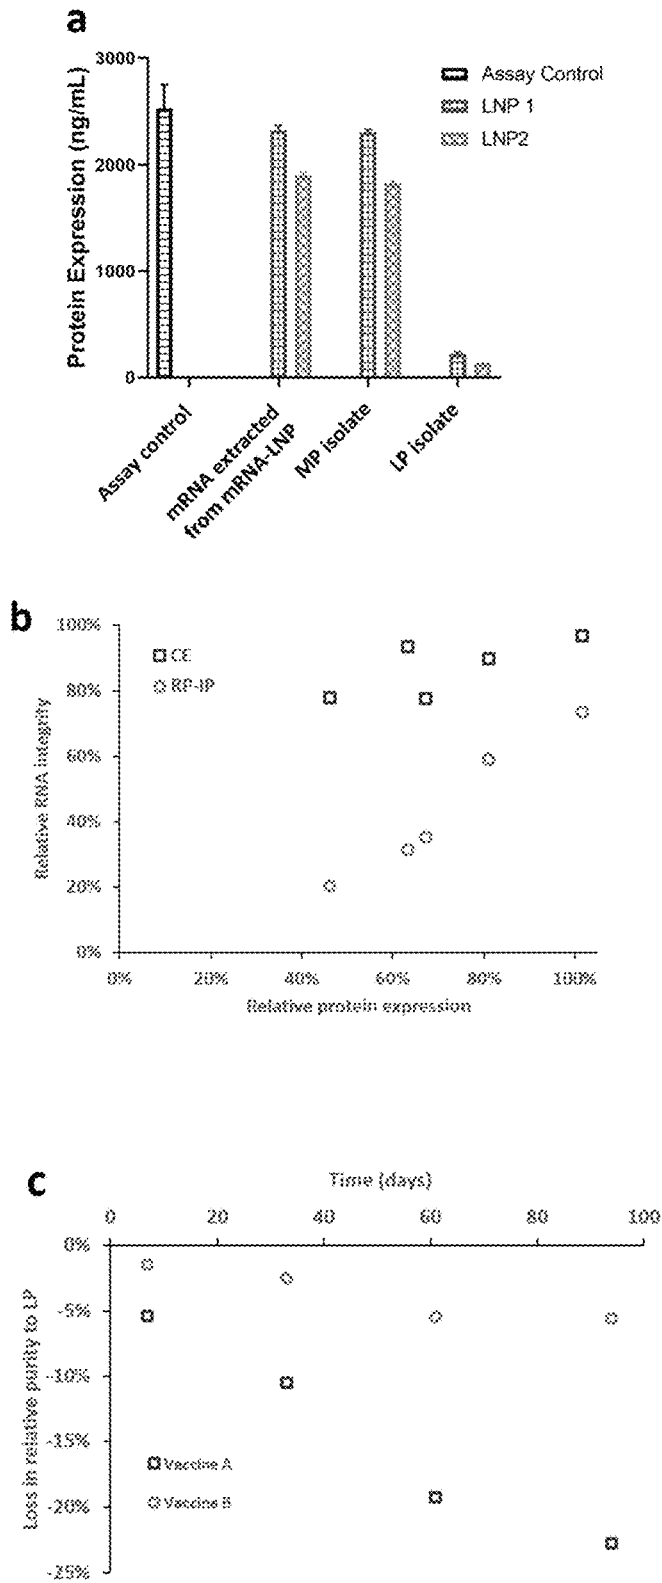 a
Protein Expression (ng/mL)
3000
2000
1000
0
Assay Control
LNP 1
LNP2
Assay control
mRNA extracted
from mRNA-LNP
MP isolate
LP isolate
b
Relative RNA integrity
100%
80%
60%
40%
20%
0%
CE
RP-IP
0% 20% 40% 60% 80% 100%
Relative protein expression
c
Time (days)
0 20 40 60 80 100
Loss in relative purity to LP
0%
-5%
-10%
-15%
-20%
-25%
Vaccine A
Vaccine B